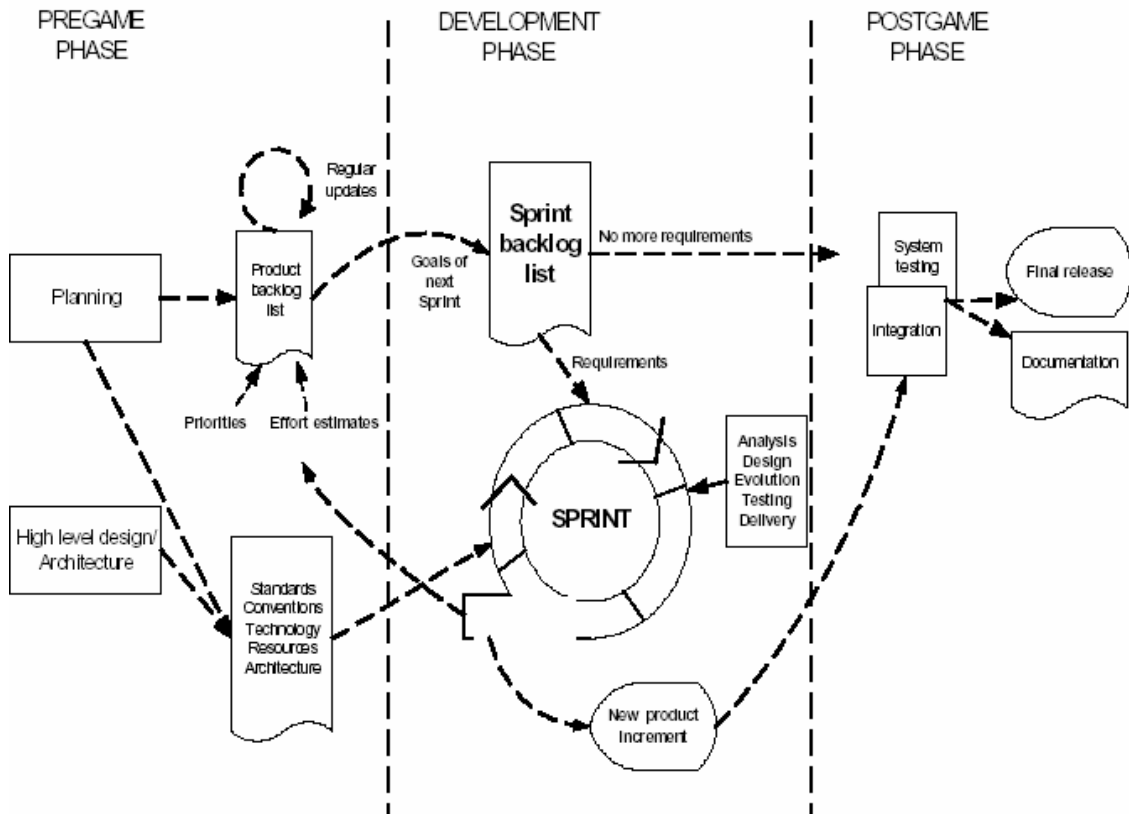 PREGAME
PHASE
DEVELOPMENT
PHASE
POSTGAME
PHASE
Regular
updates
Planning
Product
backlog
list
Goals of
next
Sprint
Sprint
backlog
list
No more requirements
System
testing
Integration
Final release
Documentation
Priorities
Effort estimates
Requirements
High level design/
Architecture
Standards
Conventions
Technology
Resources
Architecture
SPRINT
Analysis
Design
Evolution
Testing
Delivery
New product
increment